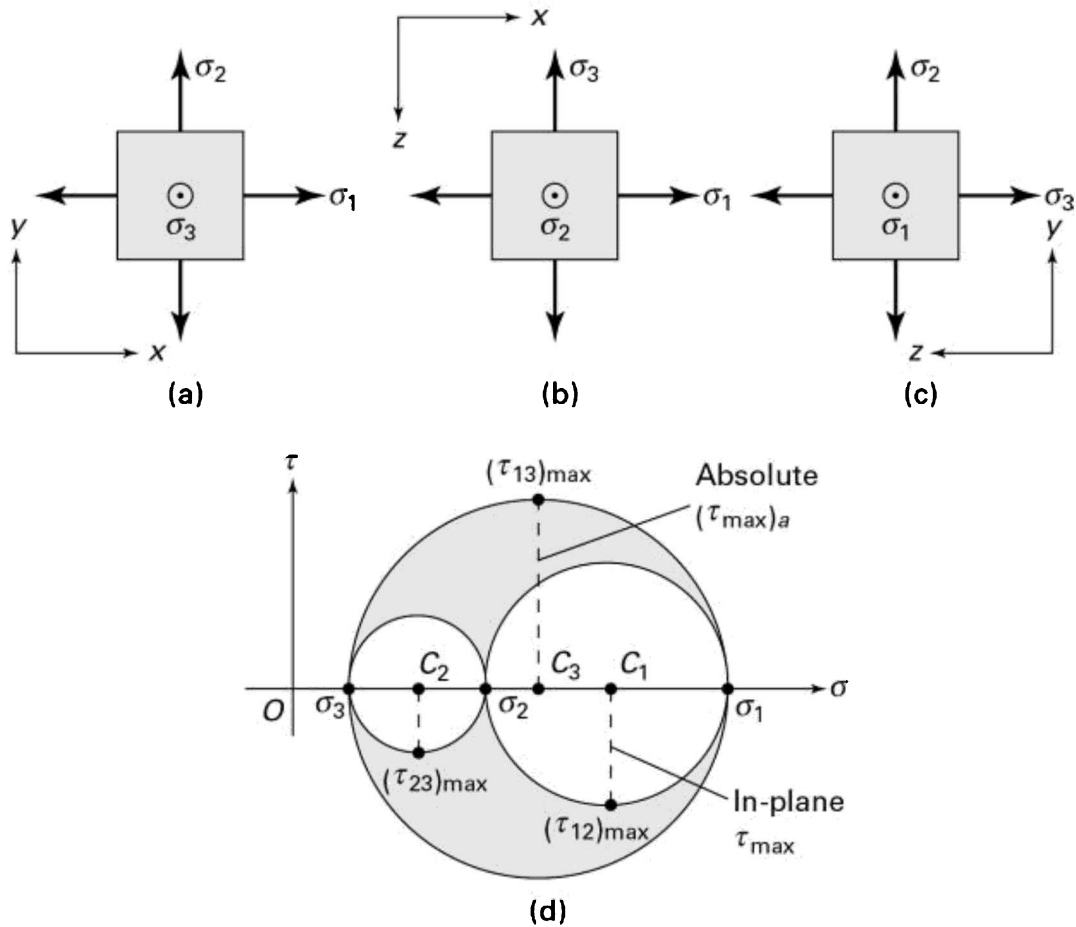 σ₂
σ₁
σ₃
y
x
(a)
x
z
σ₃
σ₁
σ₂
(b)
σ₂
σ₃
σ₁
y
z
(c)
τ
(τ₁₃)max
Absolute
(τmax)a
C₂ C₃ C₁
O σ₃ σ₂ σ₁ σ
(τ₂₃)max
(τ₁₂)max
In-plane
τmax
(d)